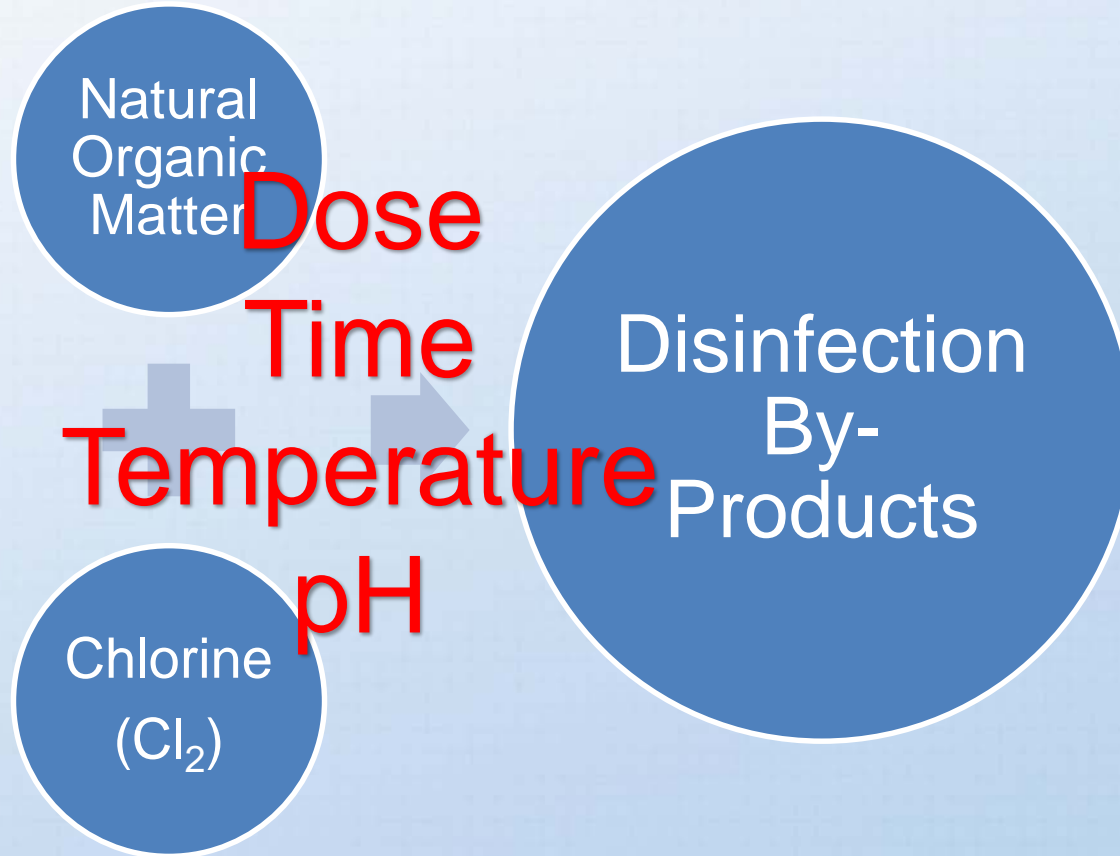 Natural
Organic
Matter
Dose
Time
Temperature
pH
Chlorine
(Cl₂)
Disinfection
By-
Products